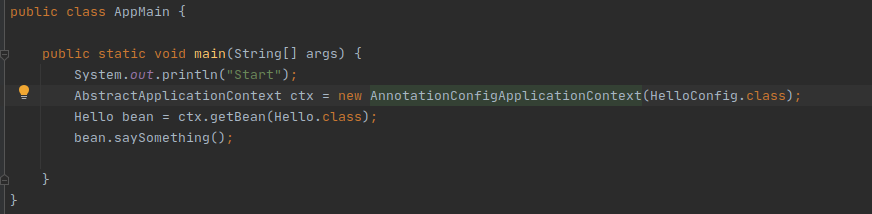 public class AppMain {
public static void main(String[] args) {
System.out.println("Start");
AbstractApplicationContext ctx = new AnnotationConfigApplicationContext(HelloConfig.class);
Hello bean = ctx.getBean(Hello.class);
bean.saySomething();
}
}